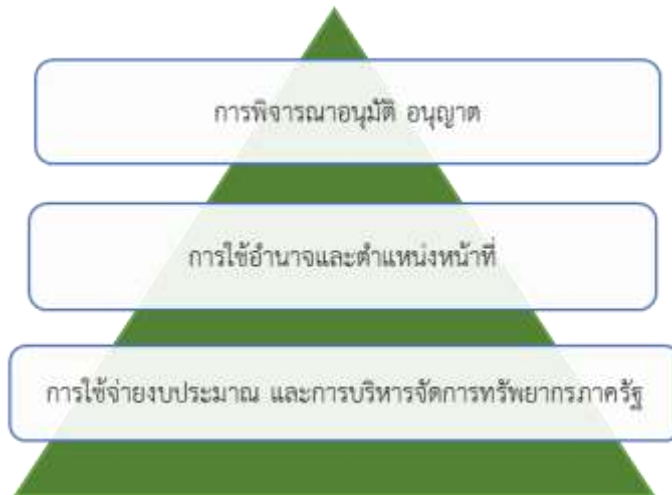 การพิจารณาอนุมัติ อนุญาต
การใช้อำนาจและตำแหน่งหน้าที่
การใช้จ่ายงบประมาณ และการบริหารจัดการทรัพยากรภาครัฐ